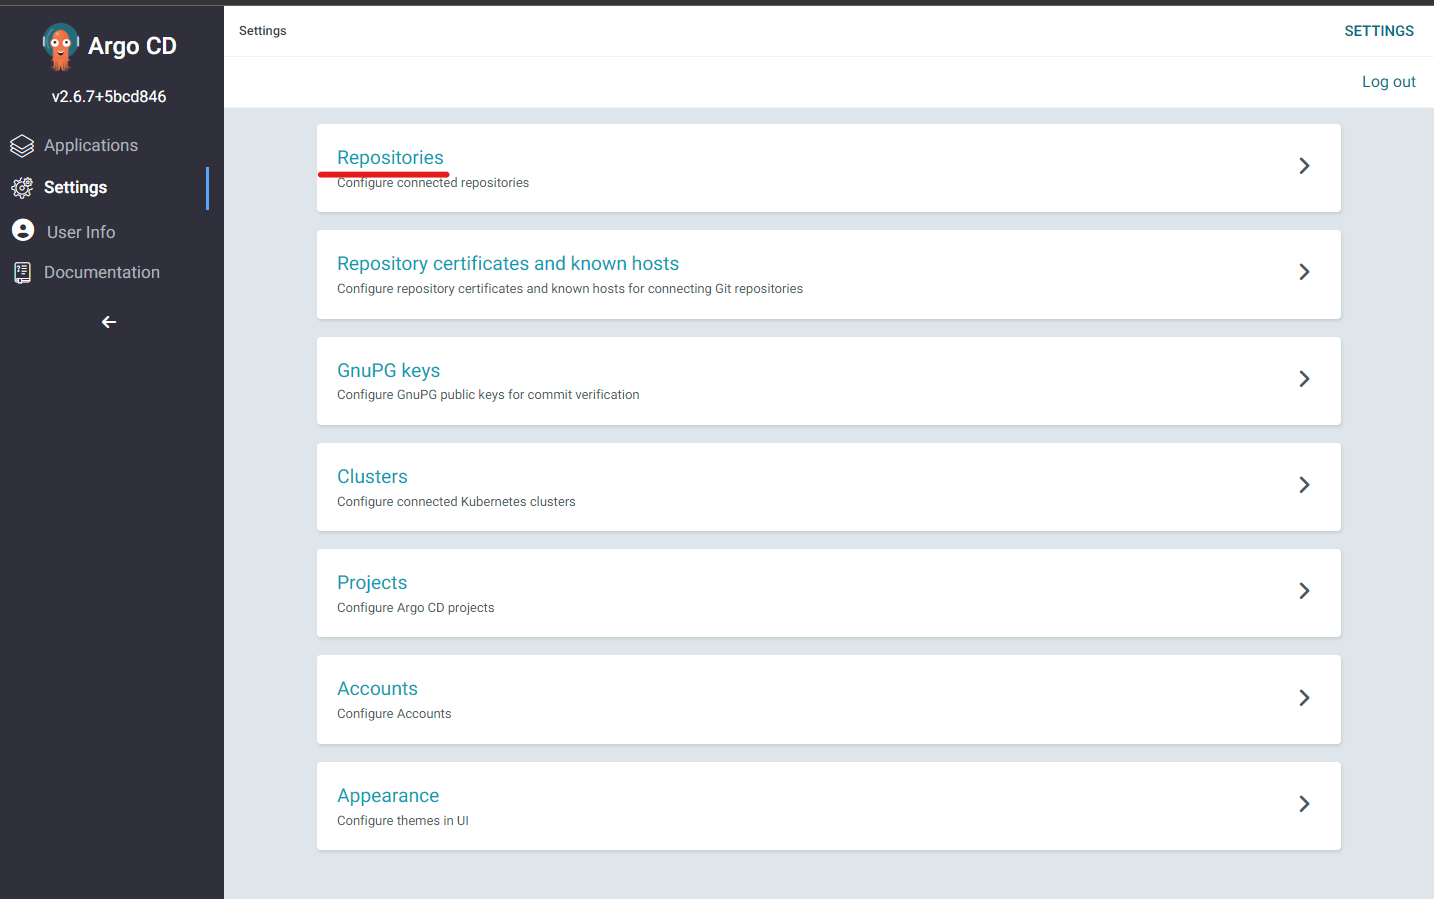 Argo CD
v2.6.7+5bcd846
Applications
Settings
User Info
Documentation
Settings
SETTINGS
Log out
Repositories
Configure connected repositories
Repository certificates and known hosts
Configure repository certificates and known hosts for connecting Git repositories
GnuPG keys
Configure GnuPG public keys for commit verification
Clusters
Configure connected Kubernetes clusters
Projects
Configure Argo CD projects
Accounts
Configure Accounts
Appearance
Configure themes in UI